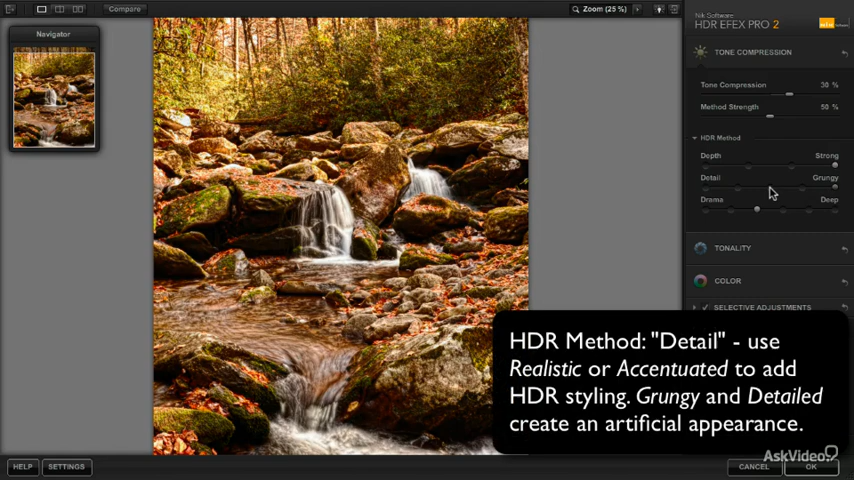 Compare
Zoom (25 %)
Navigator
Nik Software
HDR EFEX PRO 2
TONE COMPRESSION
Tone Compression 30 %
Method Strength 50 %
HDR Method
Depth Strong
Detail Grungy
Drama Deep
TONALITY
COLOR
SELECTIVE ADJUSTMENTS
HDR Method: "Detail" - use
Realistic or Accentuated to add
HDR styling. Grungy and Detailed
create an artificial appearance.
AskVideo
HELP SETTINGS CANCEL OK